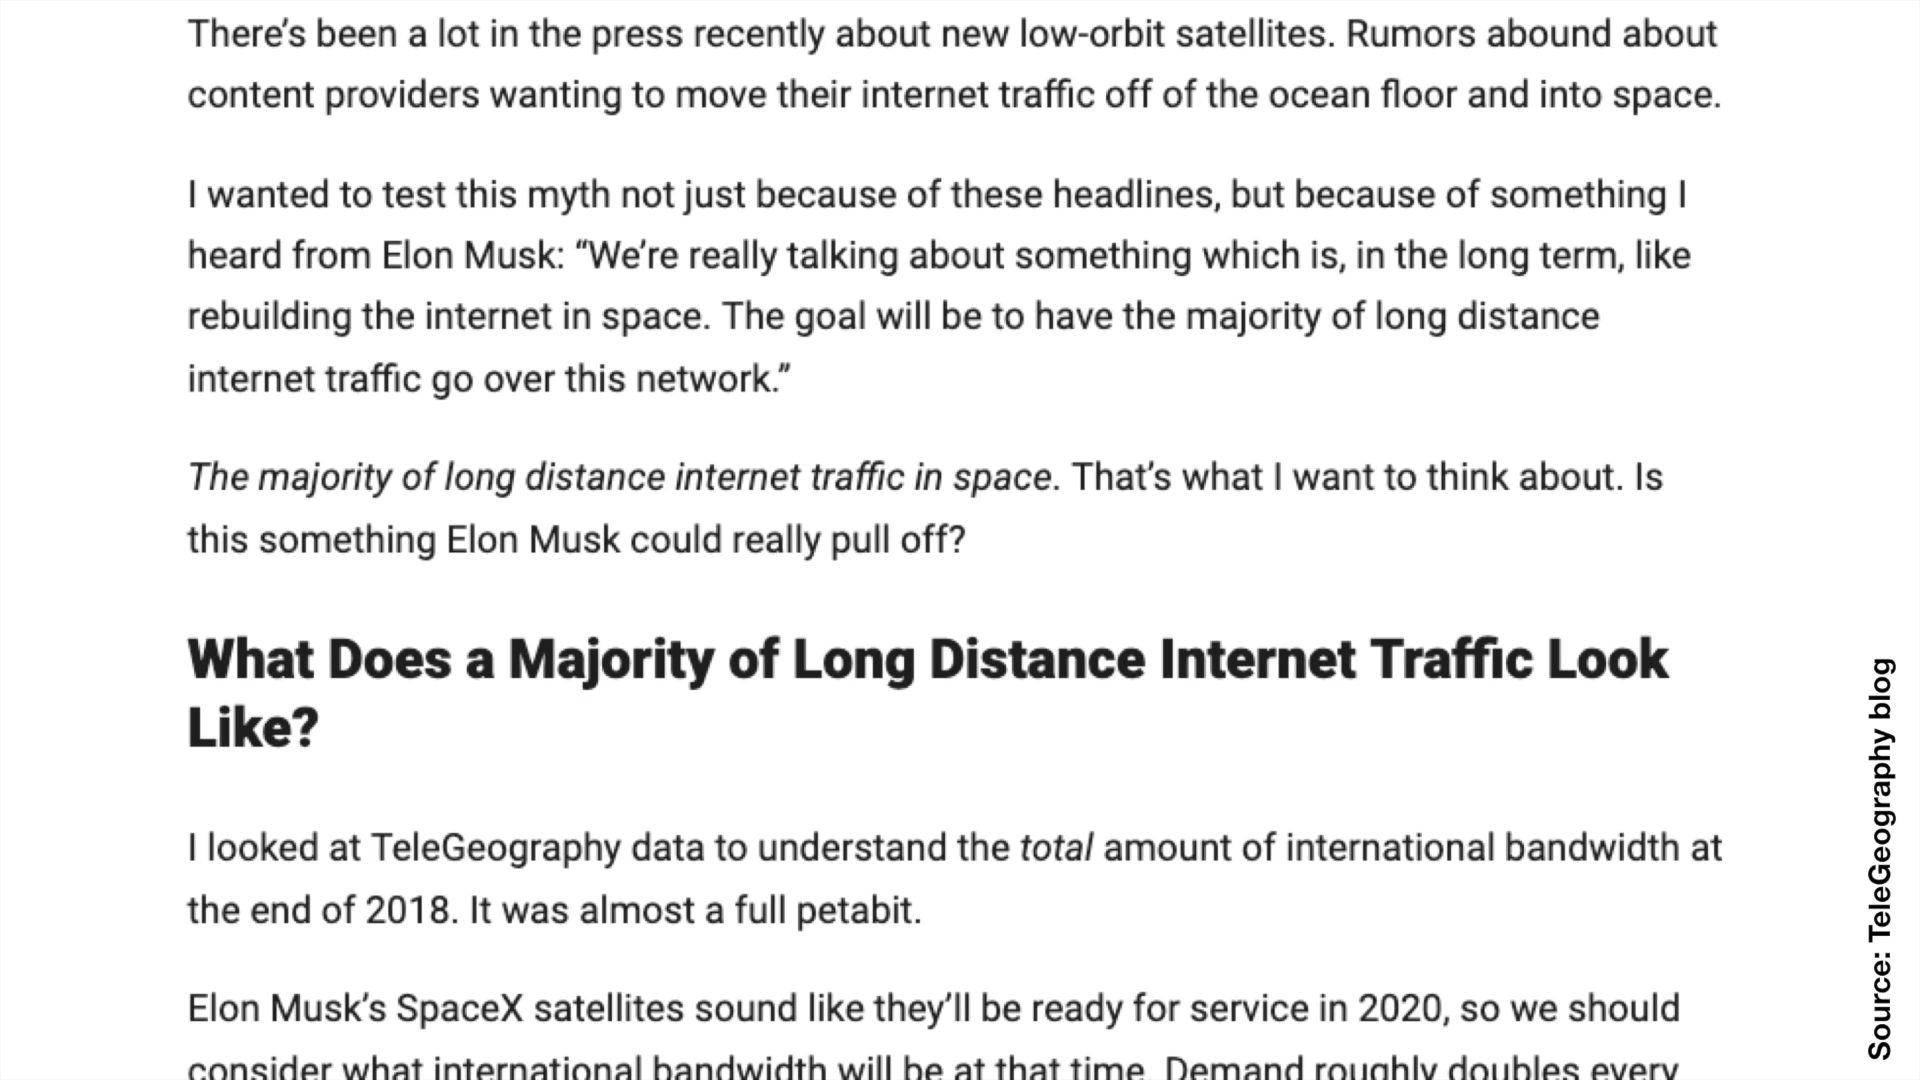 There’s been a lot in the press recently about new low-orbit satellites. Rumors abound about
content providers wanting to move their internet traffic off of the ocean floor and into space.
I wanted to test this myth not just because of these headlines, but because of something I
heard from Elon Musk: “We’re really talking about something which is, in the long term, like
rebuilding the internet in space. The goal will be to have the majority of long distance
internet traffic go over this network.”
The majority of long distance internet traffic in space. That’s what I want to think about. Is
this something Elon Musk could really pull off?
What Does a Majority of Long Distance Internet Traffic Look
Like?
I looked at TeleGeography data to understand the total amount of international bandwidth at
the end of 2018. It was almost a full petabit.
Elon Musk’s SpaceX satellites sound like they’ll be ready for service in 2020, so we should
consider what international bandwidth will be at that time. Demand roughly doubles every
Source: TeleGeography blog